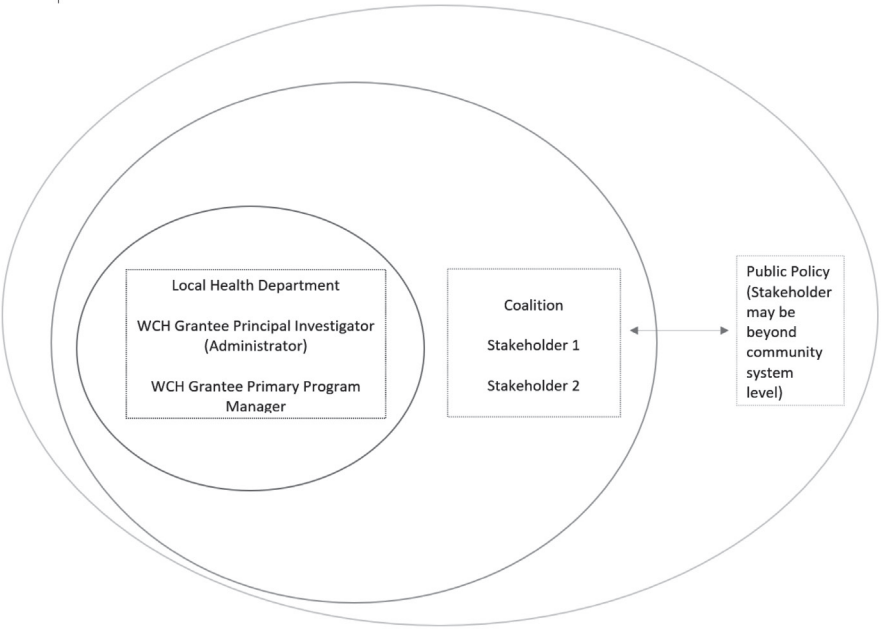 Local Health Department
WCH Grantee Principal Investigator
(Administrator)
WCH Grantee Primary Program
Manager
Coalition
Stakeholder 1
Stakeholder 2
Public Policy
(Stakeholder
may be
beyond
community
system
level)